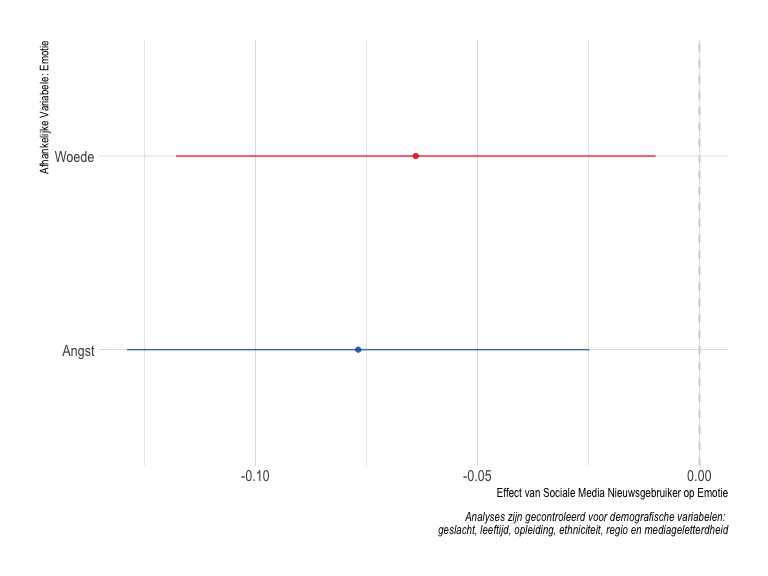 Afhankelijke Variabele: Emotie
Woede
Angst
-0.10
-0.05
0.00
Effect van Sociale Media Nieuwsgebruiker op Emotie
Analyses zijn gecontroleerd voor demografische variabelen:
geslacht, leeftijd, opleiding, ethniciteit, regio en mediageletterdheid